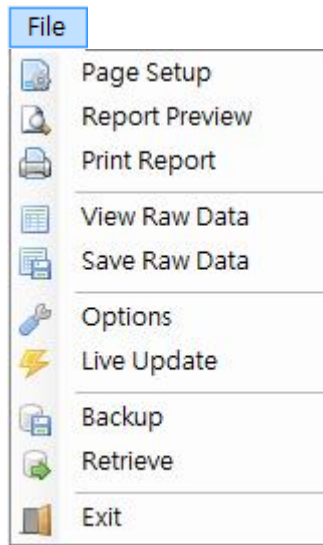 File
Page Setup
Report Preview
Print Report
View Raw Data
Save Raw Data
Options
Live Update
Backup
Retrieve
Exit